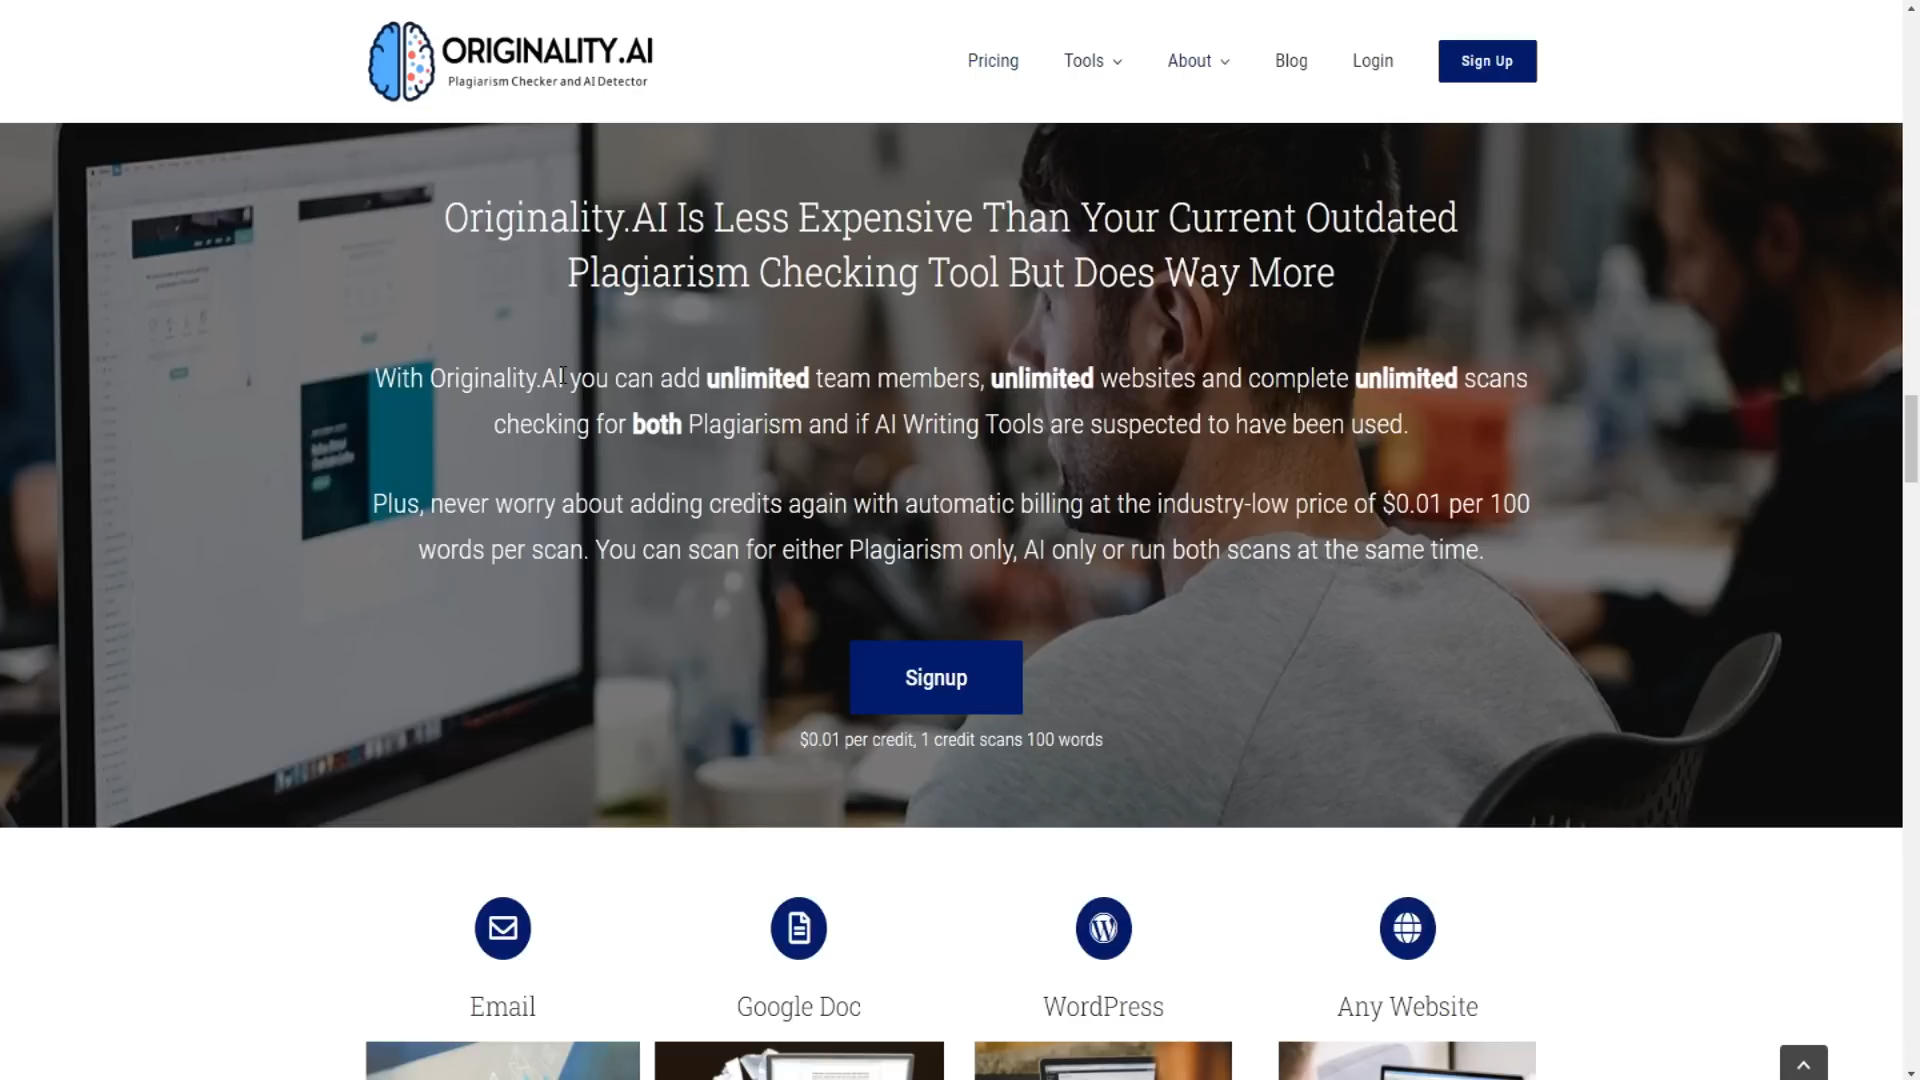 ORIGINALITY.AI
Plagiarism Checker and AI Detector
Pricing
Tools
About
Blog
Login
Sign Up
Originality.AI Is Less Expensive Than Your Current Outdated
Plagiarism Checking Tool But Does Way More
With Originality.AI you can add unlimited team members, unlimited websites and complete unlimited scans
checking for both Plagiarism and if AI Writing Tools are suspected to have been used.
Plus, never worry about adding credits again with automatic billing at the industry-low price of $0.01 per 100
words per scan. You can scan for either Plagiarism only, AI only or run both scans at the same time.
Signup
$0.01 per credit, 1 credit scans 100 words
Email
Google Doc
WordPress
Any Website